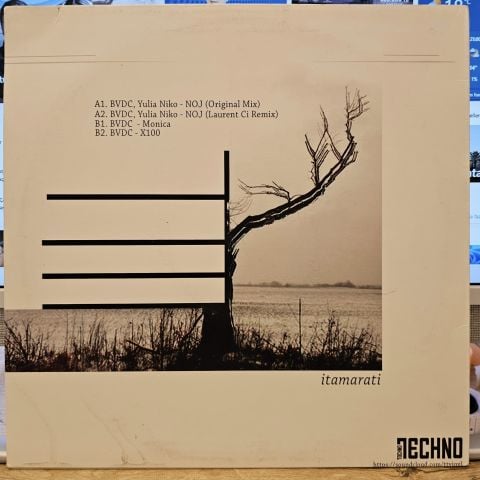 A1. BVDC, Yulia Niko - NOJ (Original Mix)
A2. BVDC, Yulia Niko - NOJ (Laurent Ci Remix)
B1. BVDC - Monica
B2. BVDC - X100
itamarati
TECHNO